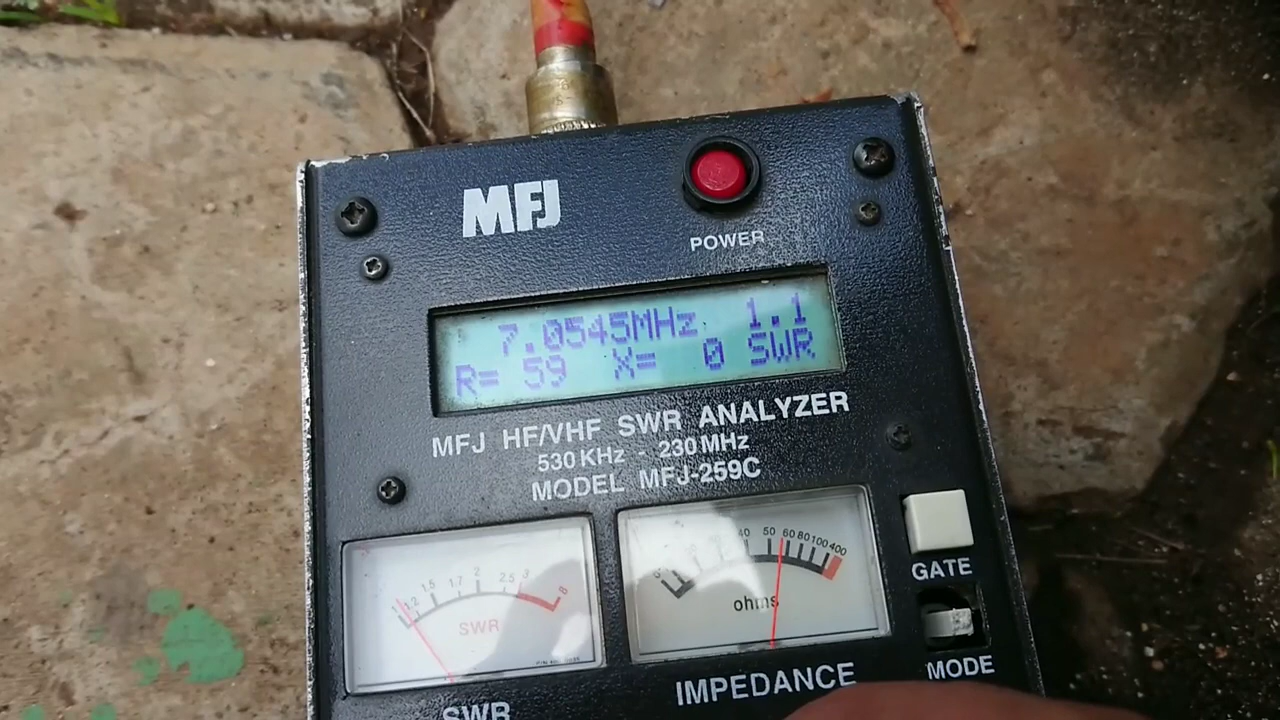 MFJ
POWER
7.0545MHz 1.1
R= 59 X= 0 SWR
MFJ HF/VHF SWR ANALYZER
530 KHz - 230 MHz
MODEL MFJ-259C
1 1.2 1.5 1.7 2 2.5 3 8
SWR
40 50 60 80 100 400
ohms
GATE
MODE
SWR
IMPEDANCE